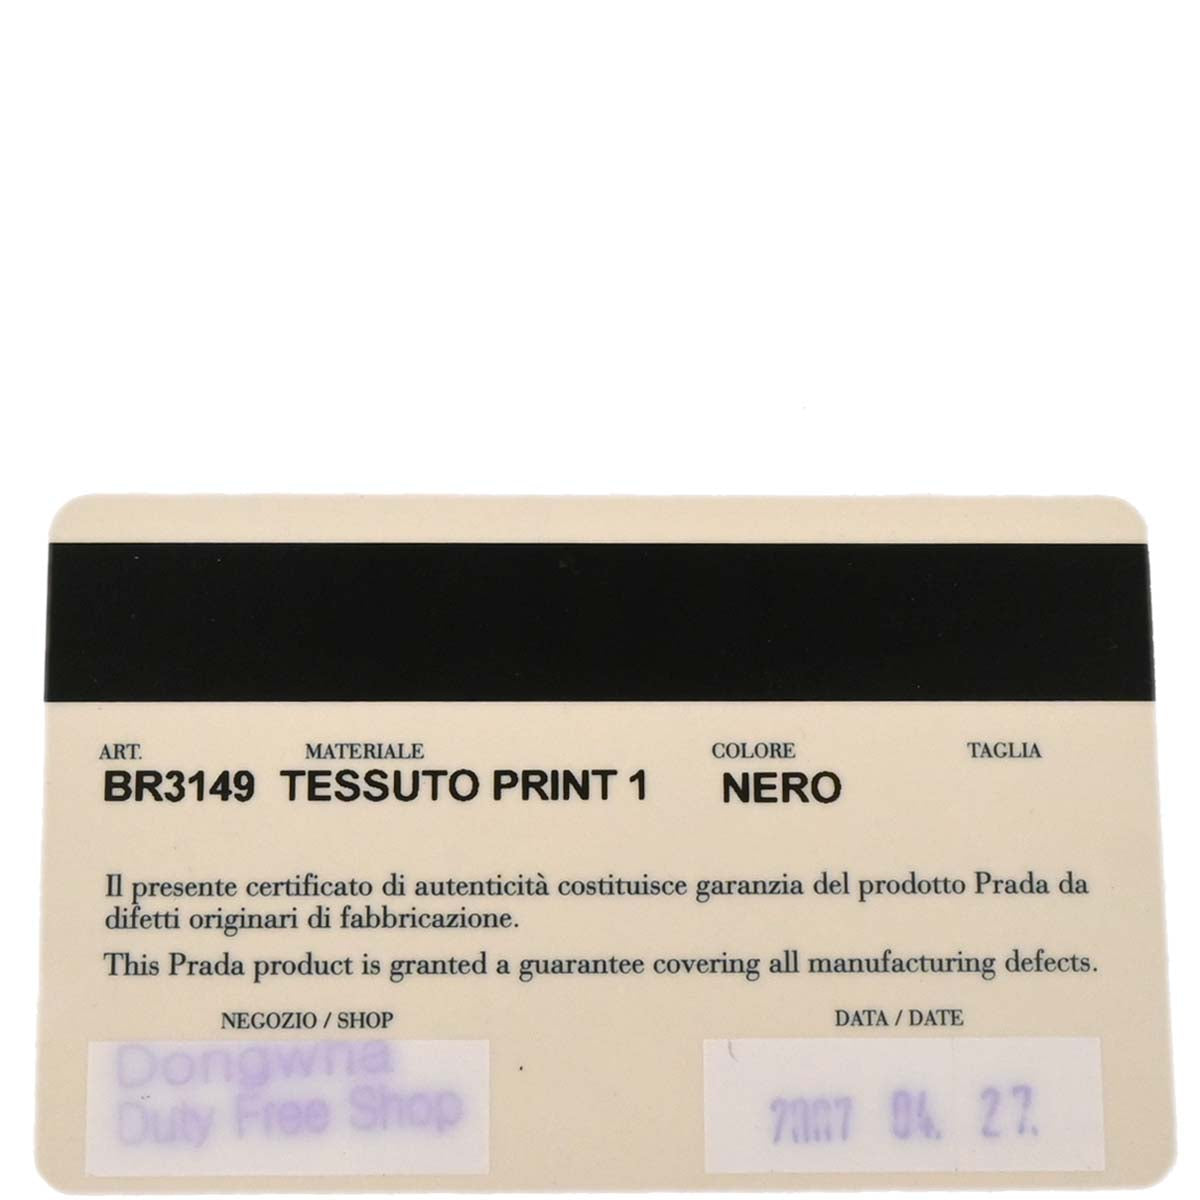 ART. MATERIALE COLORE TAGLIA
BR3149 TESSUTO PRINT 1 NERO
Il presente certificato di autenticità costituisce garanzia del prodotto Prada da
difetti originari di fabbricazione.
This Prada product is granted a guarantee covering all manufacturing defects.
NEGOZIO / SHOP DATA / DATE
Dongwha
Duty Free Shop
2007 04. 27.